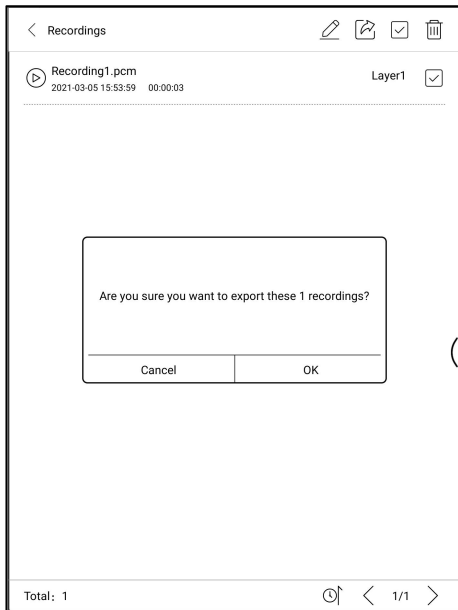 Recordings
Recording1.pcm
Layer1
2021-03-05 15:53:59 00:00:03
Are you sure you want to export these 1 recordings?
Cancel OK
Total: 1 1/1